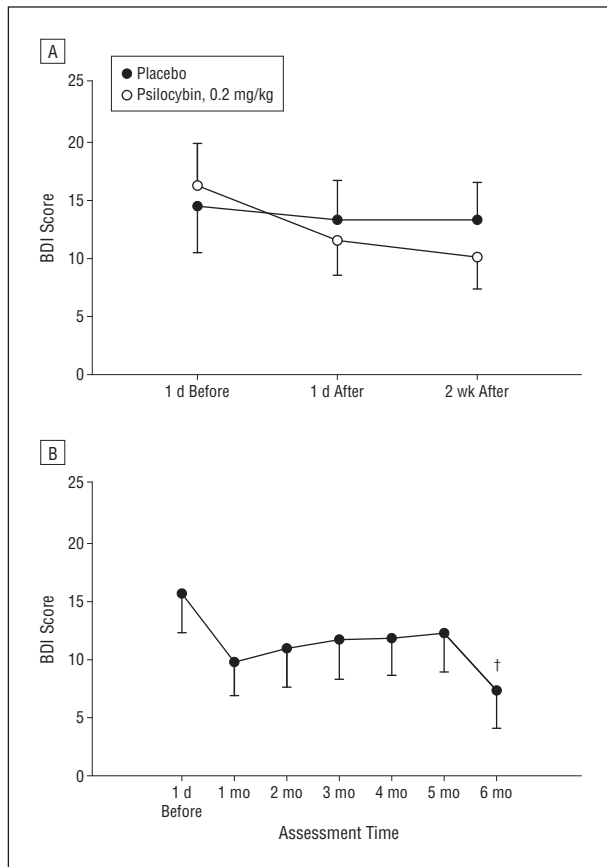 A
Placebo
Psilocybin, 0.2 mg/kg
25
20
15
10
5
0
BDI Score
1 d Before
1 d After
2 wk After
B
25
20
15
10
5
0
BDI Score
†
1 d
Before
1 mo
2 mo
3 mo
4 mo
5 mo
6 mo
Assessment Time